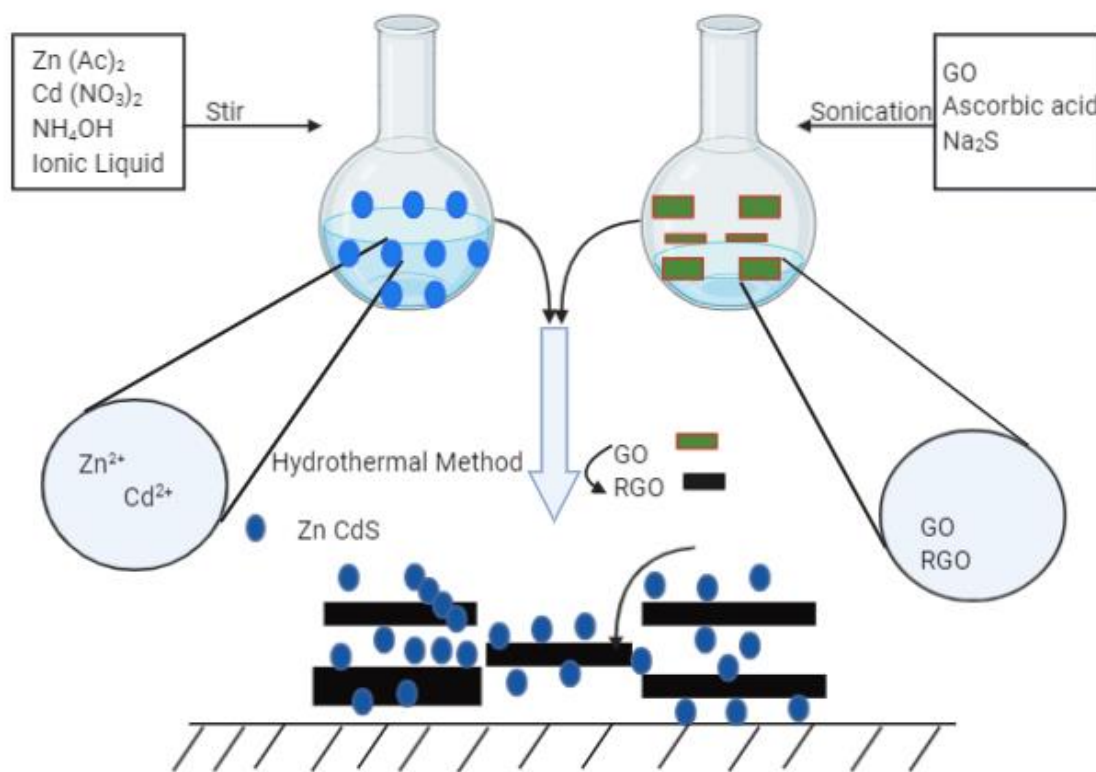 Zn (Ac)₂
Cd (NO₃)₂
NH₄OH
Ionic Liquid
Stir
Sonication
GO
Ascorbic acid
Na₂S
Zn²⁺
Cd²⁺
Hydrothermal Method
GO
RGO
Zn CdS
GO
RGO